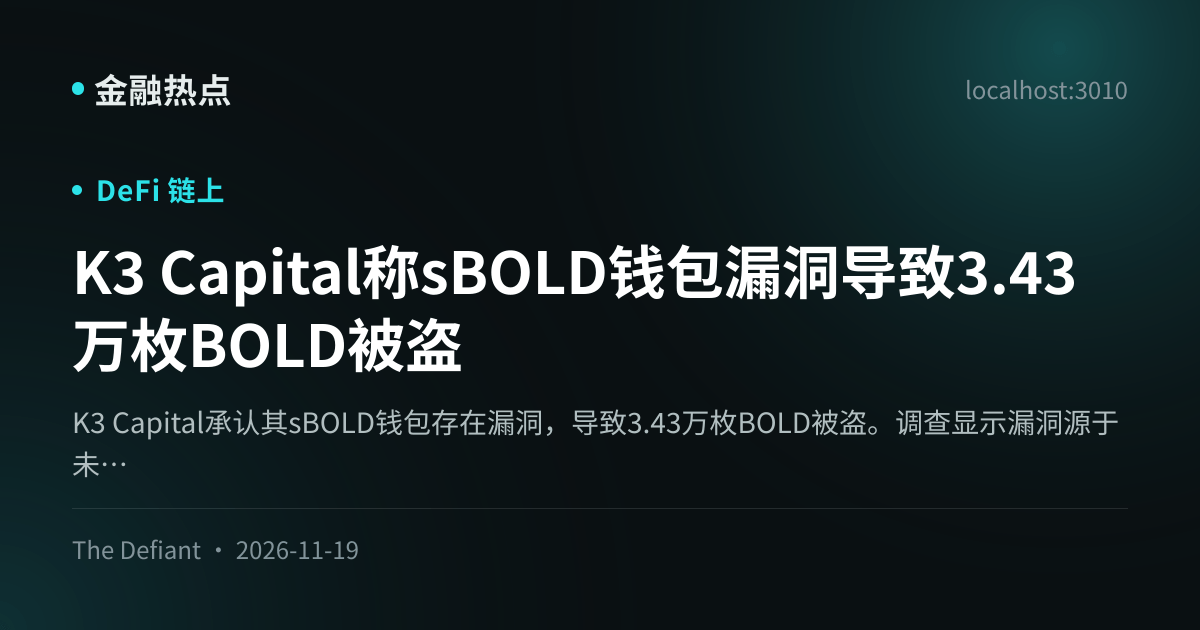 金融热点
localhost:3010
DeFi 链上
K3 Capital称sBOLD钱包漏洞导致3.43
万枚BOLD被盗
K3 Capital承认其sBOLD钱包存在漏洞，导致3.43万枚BOLD被盗。调查显示漏洞源于
未…
The Defiant · 2026-11-19